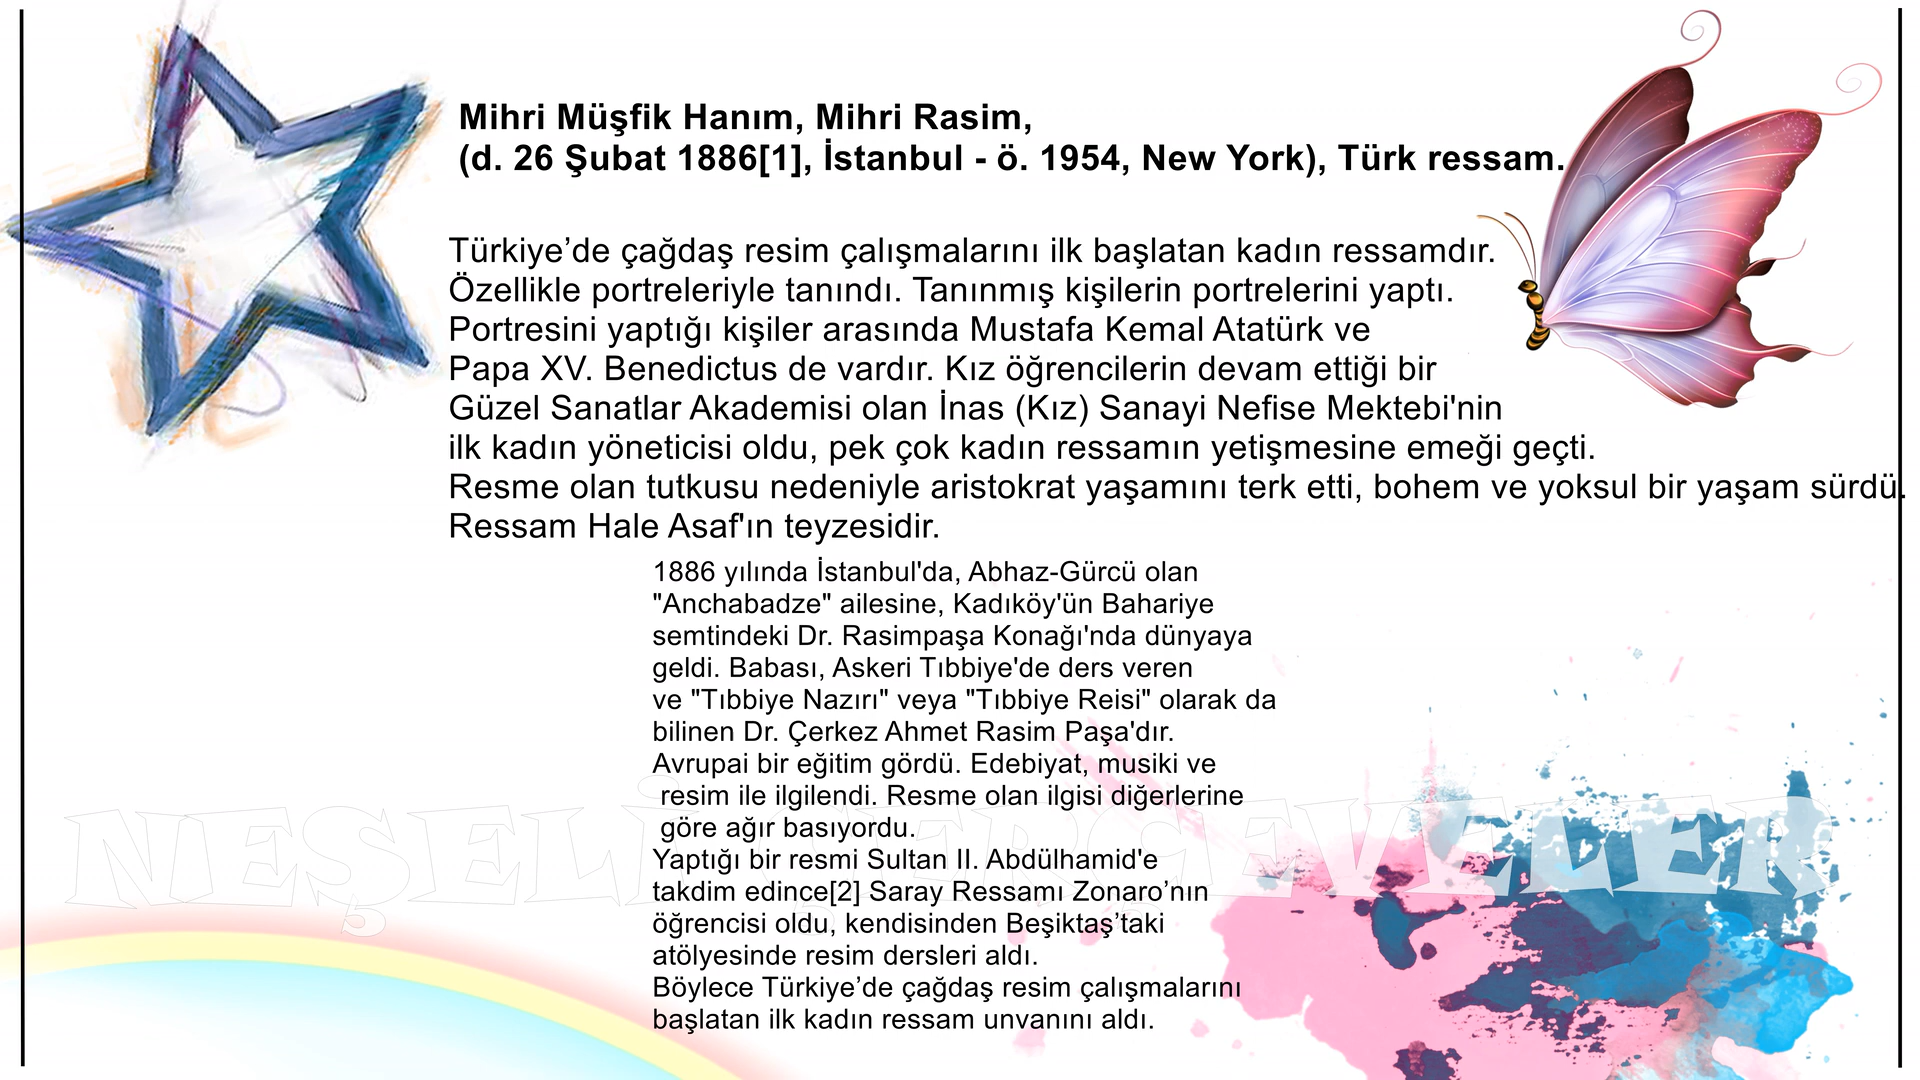 Mihri Müşfik Hanım, Mihri Rasim,
(d. 26 Şubat 1886[1], İstanbul - ö. 1954, New York), Türk ressam.
Türkiye’de çağdaş resim çalışmalarını ilk başlatan kadın ressamdır.
Özellikle portreleriyle tanındı. Tanınmış kişilerin portrelerini yaptı.
Portresini yaptığı kişiler arasında Mustafa Kemal Atatürk ve
Papa XV. Benedictus de vardır. Kız öğrencilerin devam ettiği bir
Güzel Sanatlar Akademisi olan İnas (Kız) Sanayi Nefise Mektebi'nin
ilk kadın yöneticisi oldu, pek çok kadın ressamın yetişmesine emeği geçti.
Resme olan tutkusu nedeniyle aristokrat yaşamını terk etti, bohem ve yoksul bir yaşam sürdü.
Ressam Hale Asaf'ın teyzesidir.
1886 yılında İstanbul'da, Abhaz-Gürcü olan
"Anchabadze" ailesine, Kadıköy'ün Bahariye
semtindeki Dr. Rasimpaşa Konağı'nda dünyaya
geldi. Babası, Askeri Tıbbiye'de ders veren
ve "Tıbbiye Nazırı" veya "Tıbbiye Reisi" olarak da
bilinen Dr. Çerkez Ahmet Rasim Paşa'dır.
Avrupai bir eğitim gördü. Edebiyat, musiki ve
resim ile ilgilendi. Resme olan ilgisi diğerlerine
göre ağır basıyordu.
Yaptığı bir resmi Sultan II. Abdülhamid'e
takdim edince[2] Saray Ressamı Zonaro’nın
öğrencisi oldu, kendisinden Beşiktaş’taki
atölyesinde resim dersleri aldı.
Böylece Türkiye’de çağdaş resim çalışmalarını
başlatan ilk kadın ressam unvanını aldı.
NEŞELİ ÇERÇEVELER